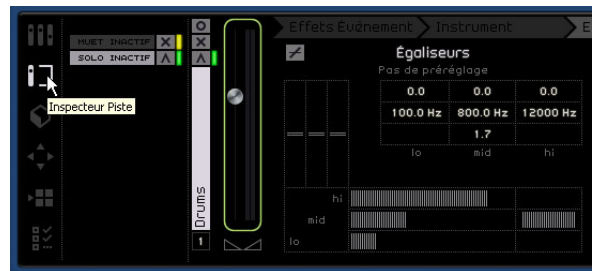 Effets Événement Instrument E
MUET INACTIF X O X
SOLO INACTIF Λ Λ
Égaliseurs
Pas de préréglage
Inspecteur Piste
0.0 0.0 0.0
100.0 Hz 800.0 Hz 12000 Hz
1.7
lo mid hi
Drums
hi
mid
lo
1